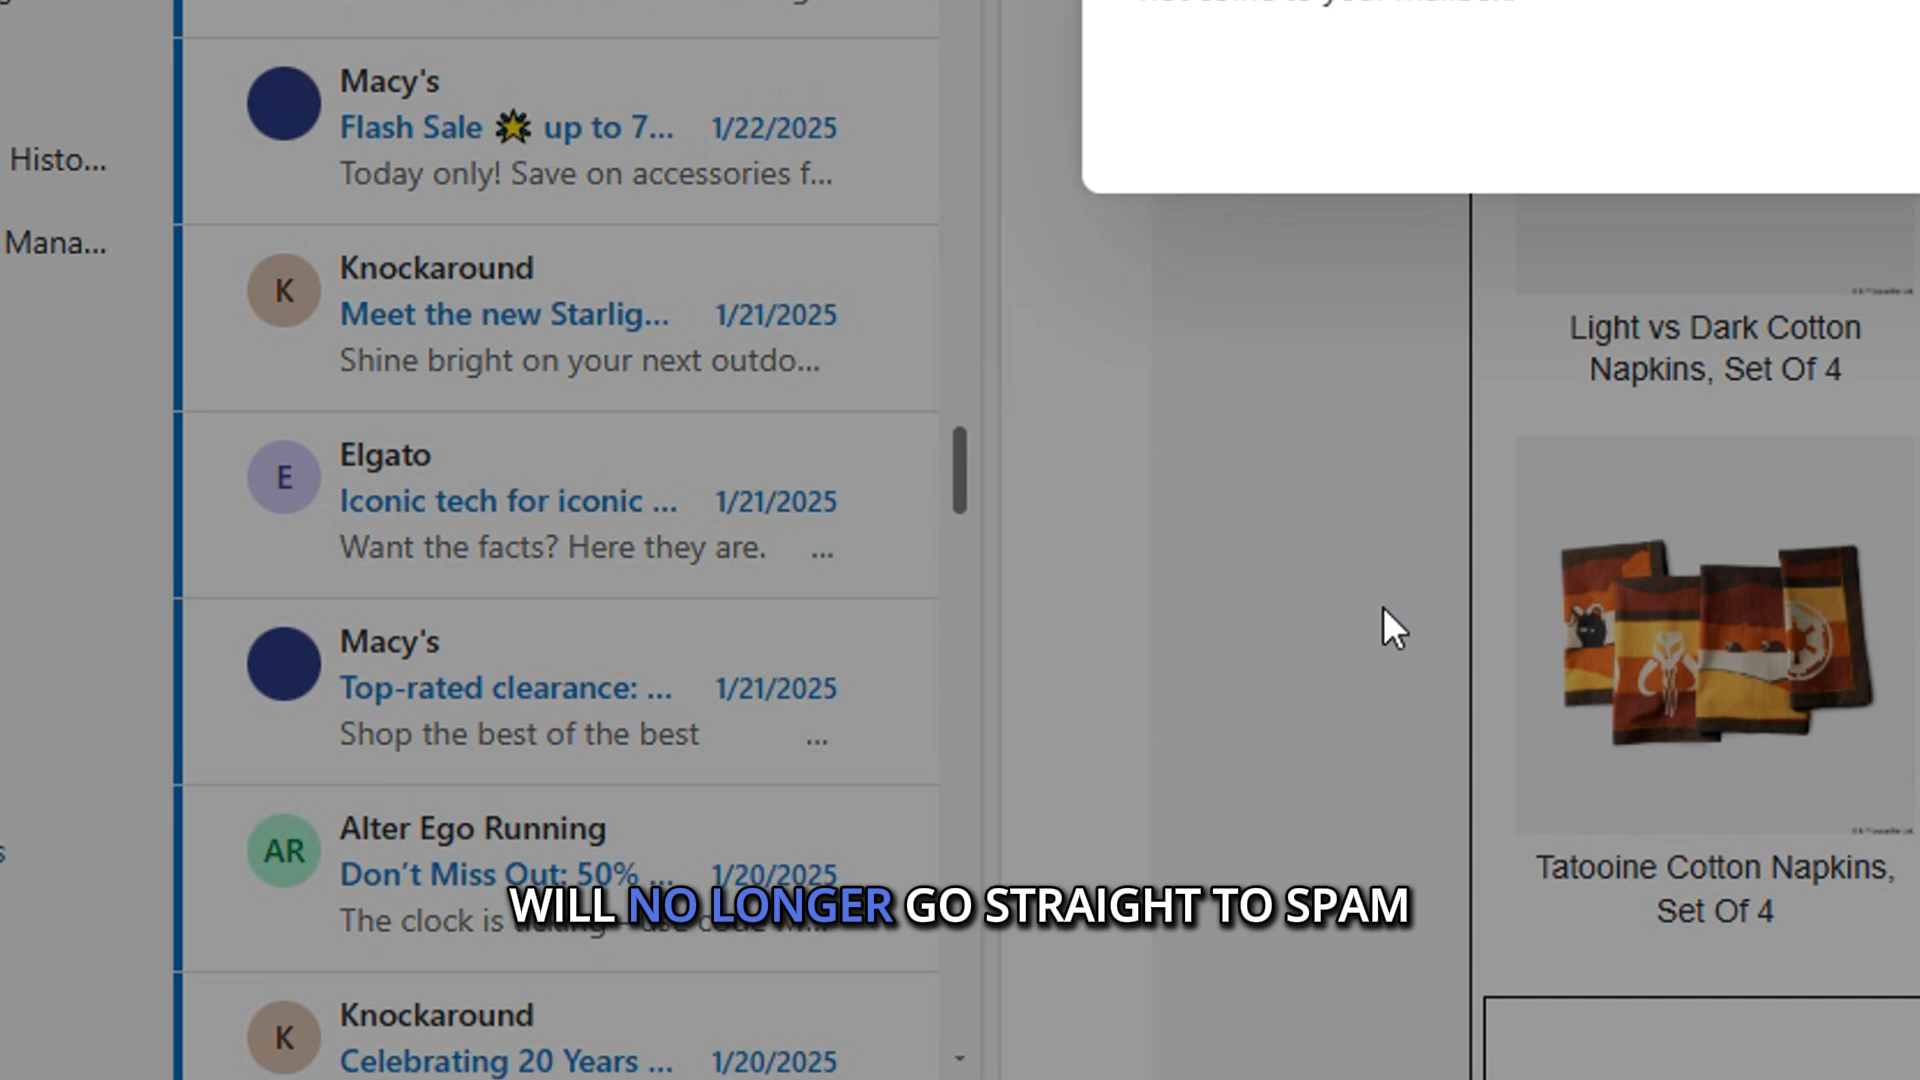 Histo...
Mana...
s
Macy's
Flash Sale up to 7... 1/22/2025
Today only! Save on accessories f...
K
Knockaround
Meet the new Starlig... 1/21/2025
Shine bright on your next outdo...
E
Elgato
Iconic tech for iconic ... 1/21/2025
Want the facts? Here they are. ...
Macy's
Top-rated clearance: ... 1/21/2025
Shop the best of the best ...
AR
Alter Ego Running
Don’t Miss Out: 50% ... 1/20/2025
The clock is
K
Knockaround
Celebrating 20 Years ... 1/20/2025
Light vs Dark Cotton
Napkins, Set Of 4
Tatooine Cotton Napkins,
Set Of 4
WILL NO LONGER GO STRAIGHT TO SPAM